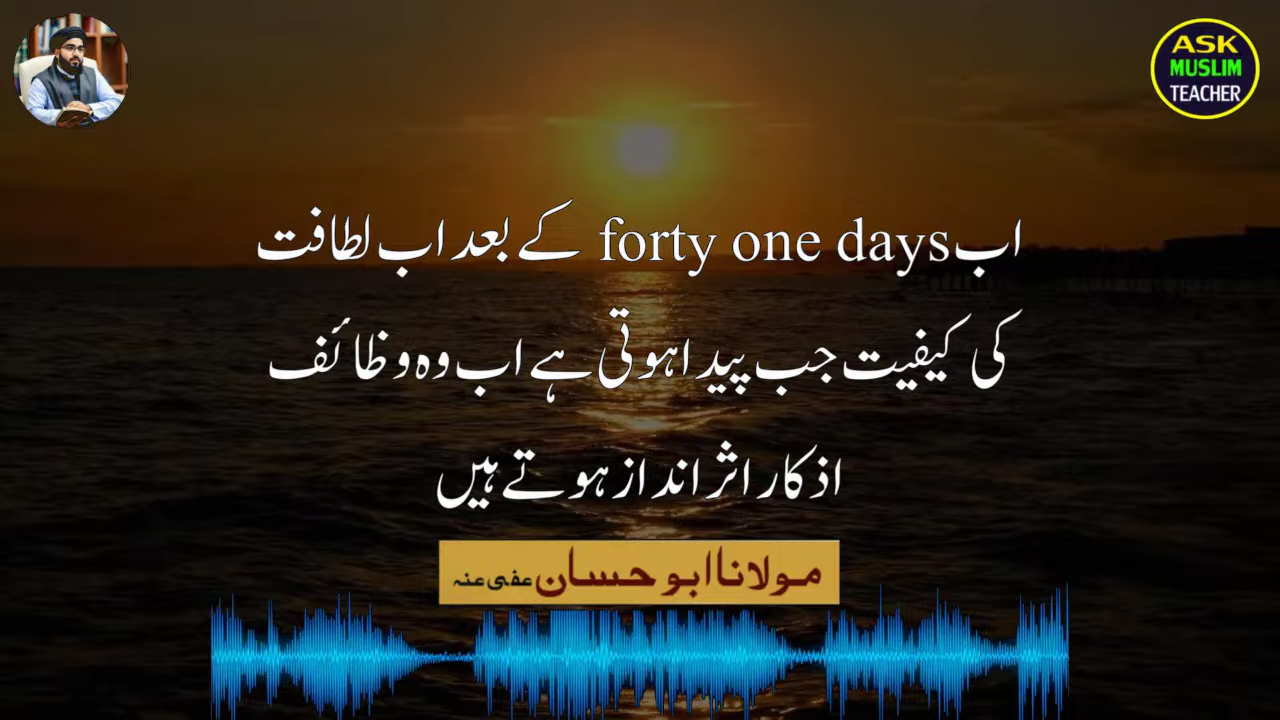 ASK
MUSLIM
TEACHER
اب forty one days کے بعد اب لطافت
کی کیفیت جب پیدا ہوتی ہے اب وہ وظائف
اذکار اثر انداز ہوتے ہیں
مولانا ابو حسان عفی عنہ